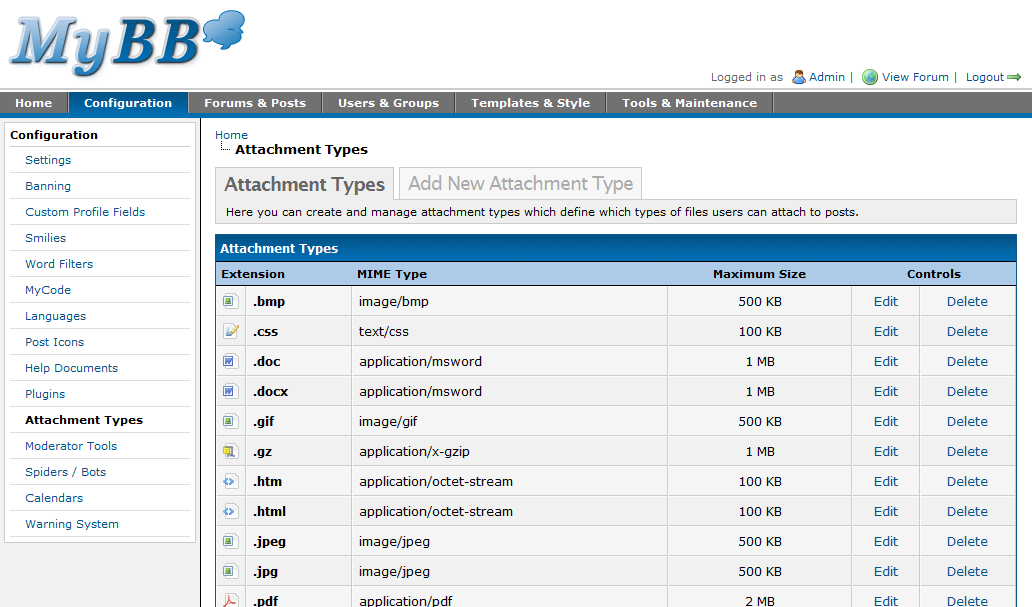 MyBB
Logged in as Admin | View Forum | Logout
Home Configuration Forums & Posts Users & Groups Templates & Style Tools & Maintenance
Configuration
Settings
Banning
Custom Profile Fields
Smilies
Word Filters
MyCode
Languages
Post Icons
Help Documents
Plugins
Attachment Types
Moderator Tools
Spiders / Bots
Calendars
Warning System
Home
Attachment Types
Attachment Types Add New Attachment Type
Here you can create and manage attachment types which define which types of files users can attach to posts.
Attachment Types
Extension MIME Type Maximum Size Controls
.bmp image/bmp 500 KB Edit Delete
.css text/css 100 KB Edit Delete
.doc application/msword 1 MB Edit Delete
.docx application/msword 1 MB Edit Delete
.gif image/gif 500 KB Edit Delete
.gz application/x-gzip 1 MB Edit Delete
.htm application/octet-stream 100 KB Edit Delete
.html application/octet-stream 100 KB Edit Delete
.jpeg image/jpeg 500 KB Edit Delete
.jpg image/jpeg 500 KB Edit Delete
.pdf application/pdf 2 MB Edit Delete